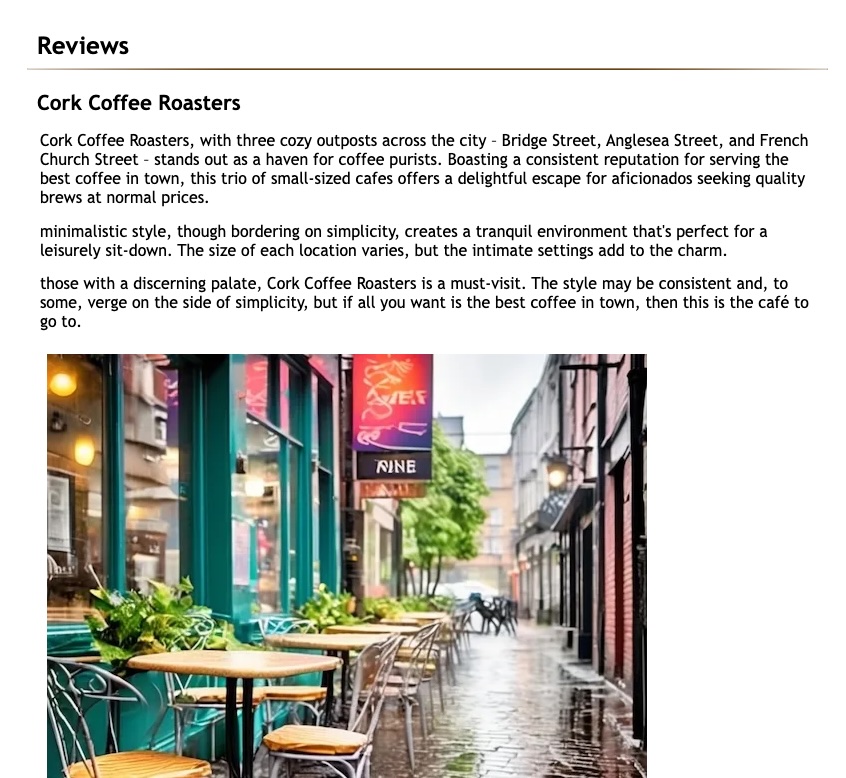 Reviews
Cork Coffee Roasters
Cork Coffee Roasters, with three cozy outposts across the city - Bridge Street, Anglesea Street, and French
Church Street - stands out as a haven for coffee purists. Boasting a consistent reputation for serving the
best coffee in town, this trio of small-sized cafes offers a delightful escape for aficionados seeking quality
brews at normal prices.
minimalistic style, though bordering on simplicity, creates a tranquil environment that's perfect for a
leisurely sit-down. The size of each location varies, but the intimate settings add to the charm.
those with a discerning palate, Cork Coffee Roasters is a must-visit. The style may be consistent and, to
some, verge on the side of simplicity, but if all you want is the best coffee in town, then this is the café to
go to.